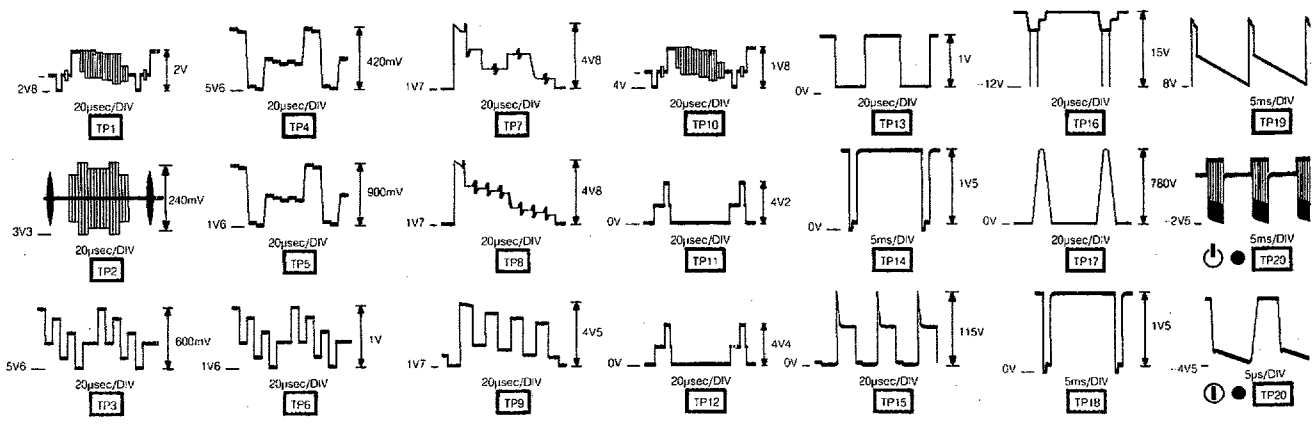 2V8
2V
20µsec/DIV
TP1
5V6
420mV
20µsec/DIV
TP4
1V7
4V8
20µsec/DIV
TP7
4V
1V8
20µsec/DIV
TP10
0V
1V
20µsec/DIV
TP13
-12V
15V
20µsec/DIV
TP16
8V
5ms/DIV
TP19
3V3
240mV
20µsec/DIV
TP2
1V6
900mV
20µsec/DIV
TP5
1V7
4V8
20µsec/DIV
TP8
0V
4V2
20µsec/DIV
TP11
0V
1V5
5ms/DIV
TP14
0V
780V
20µsec/DIV
TP17
-2V5
5ms/DIV
TP20
5V6
600mV
20µsec/DIV
TP3
1V6
1V
20µsec/DIV
TP6
1V7
4V5
20µsec/DIV
TP9
0V
4V4
20µsec/DIV
TP12
0V
115V
20µsec/DIV
TP15
0V
1V5
5ms/DIV
TP18
-4V5
5µs/DIV
TP20